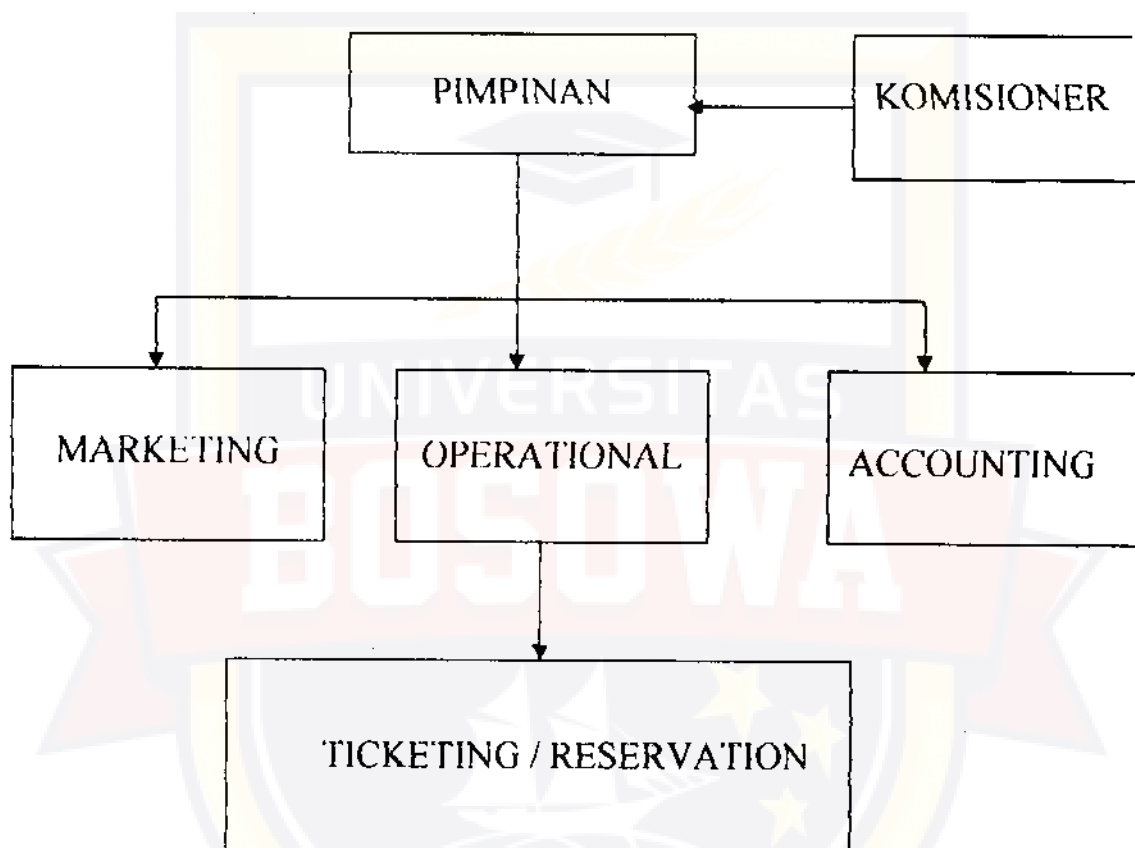 PIMPINAN
KOMISIONER
MARKETING
OPERATIONAL
ACCOUNTING
TICKETING / RESERVATION
UNIVERSITAS
BOSOWA